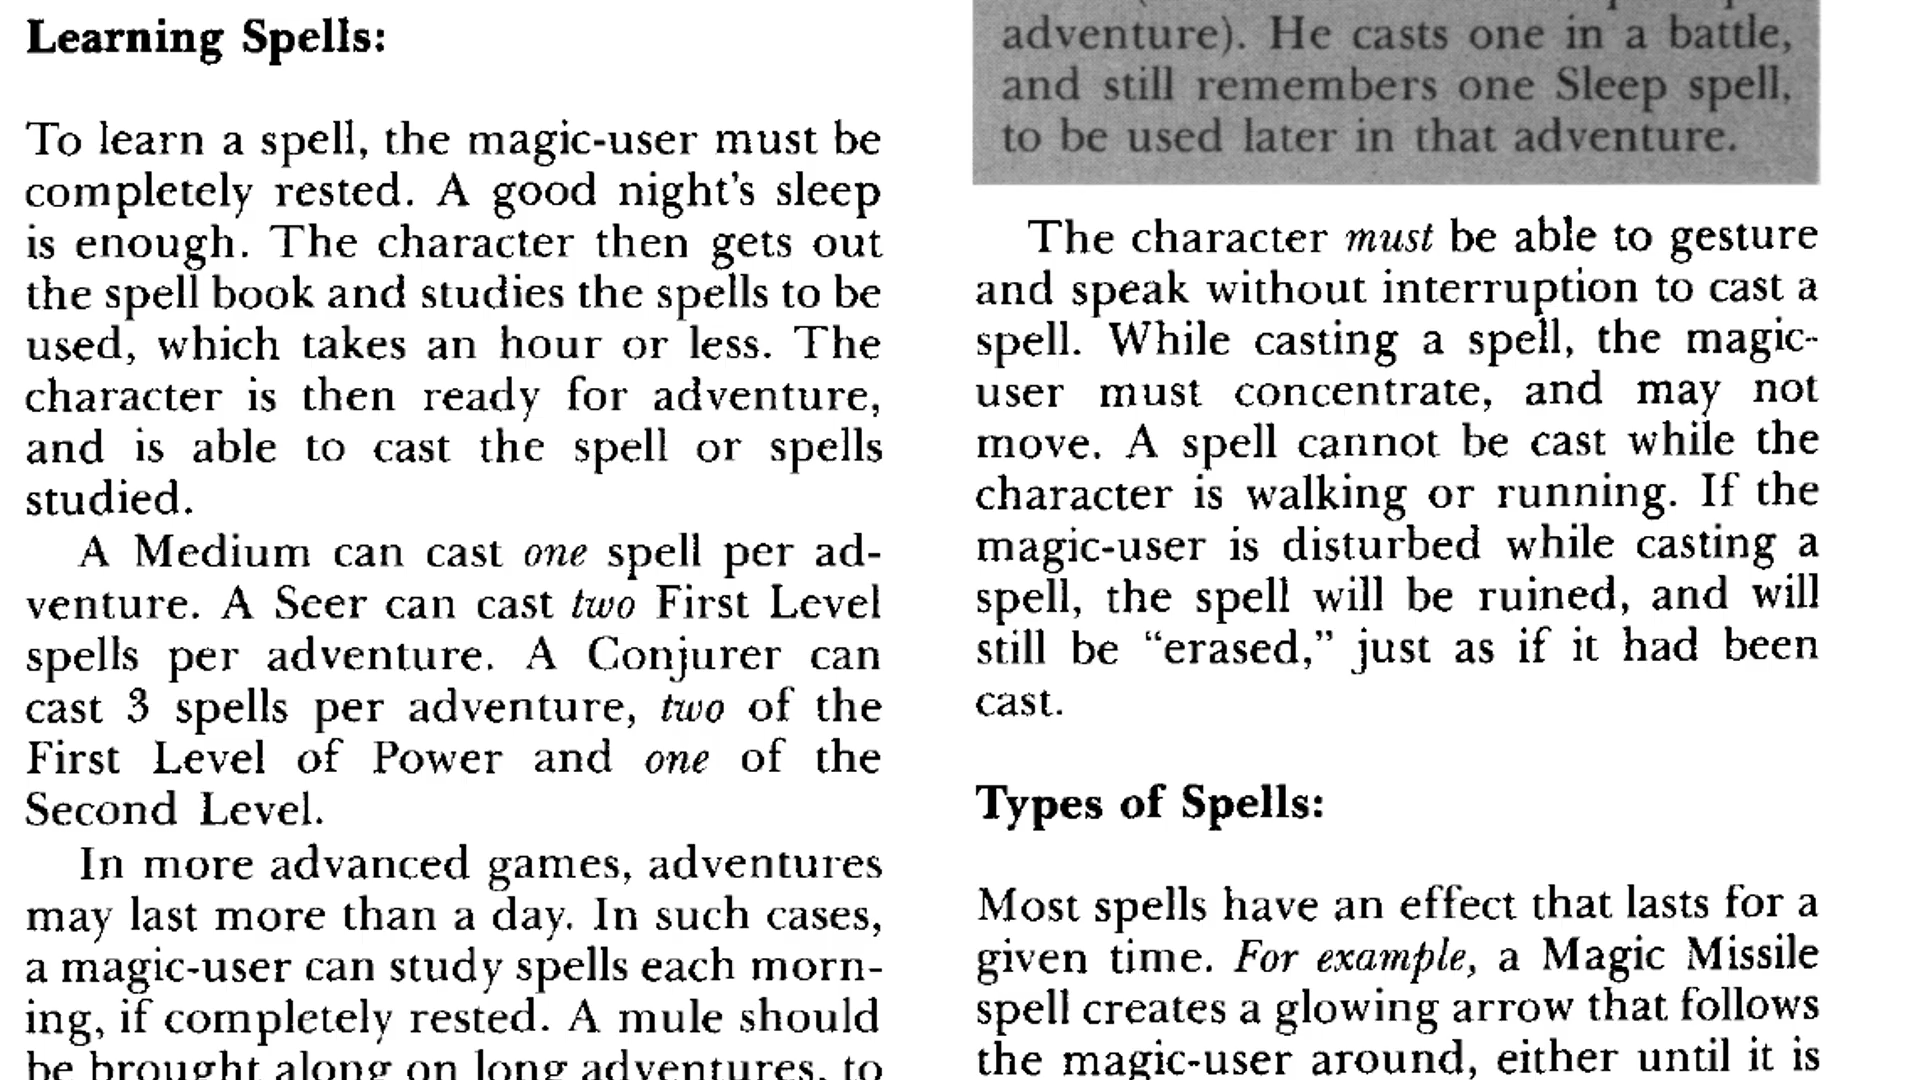 Learning Spells:
To learn a spell, the magic-user must be
completely rested. A good night's sleep
is enough. The character then gets out
the spell book and studies the spells to be
used, which takes an hour or less. The
character is then ready for adventure,
and is able to cast the spell or spells
studied.
A Medium can cast one spell per ad-
venture. A Seer can cast two First Level
spells per adventure. A Conjurer can
cast 3 spells per adventure, two of the
First Level of Power and one of the
Second Level.
In more advanced games, adventures
may last more than a day. In such cases,
a magic-user can study spells each morn-
ing, if completely rested. A mule should
be brought along on long adventures, to
adventure). He casts one in a battle,
and still remembers one Sleep spell,
to be used later in that adventure.
The character must be able to gesture
and speak without interruption to cast a
spell. While casting a spell, the magic-
user must concentrate, and may not
move. A spell cannot be cast while the
character is walking or running. If the
magic-user is disturbed while casting a
spell, the spell will be ruined, and will
still be “erased,” just as if it had been
cast.
Types of Spells:
Most spells have an effect that lasts for a
given time. For example, a Magic Missile
spell creates a glowing arrow that follows
the magic-user around, either until it is